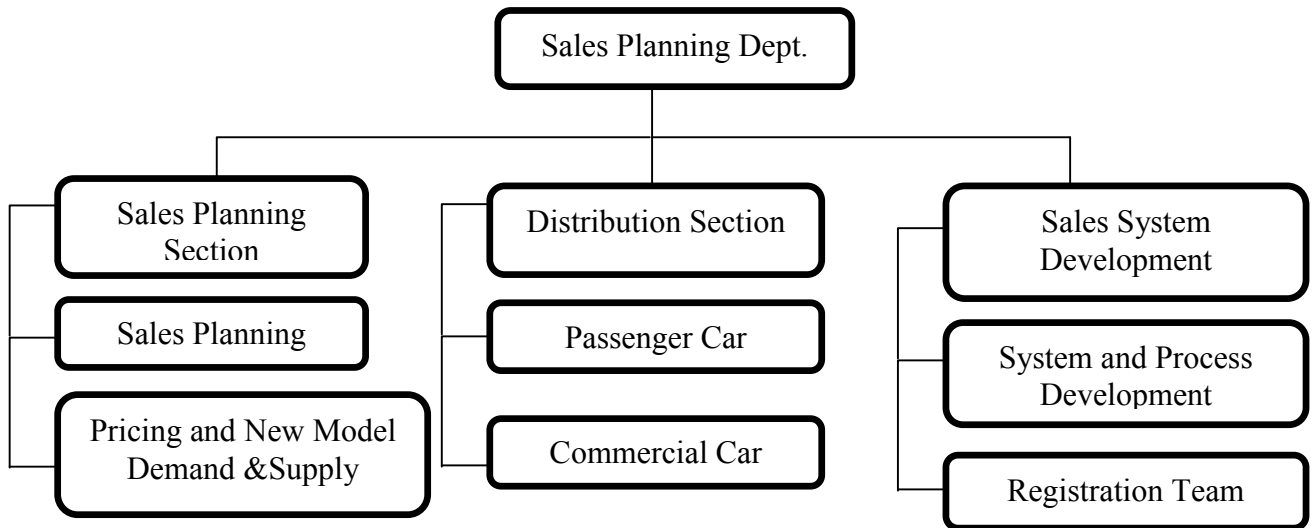 Sales Planning Dept.
Sales Planning
Section
Sales Planning
Pricing and New Model
Demand &Supply
Distribution Section
Passenger Car
Commercial Car
Sales System
Development
System and Process
Development
Registration Team